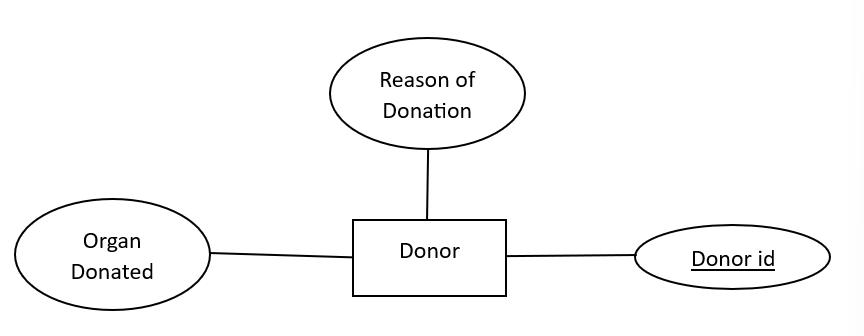 Reason of
Donation
Organ
Donated
Donor
Donor id